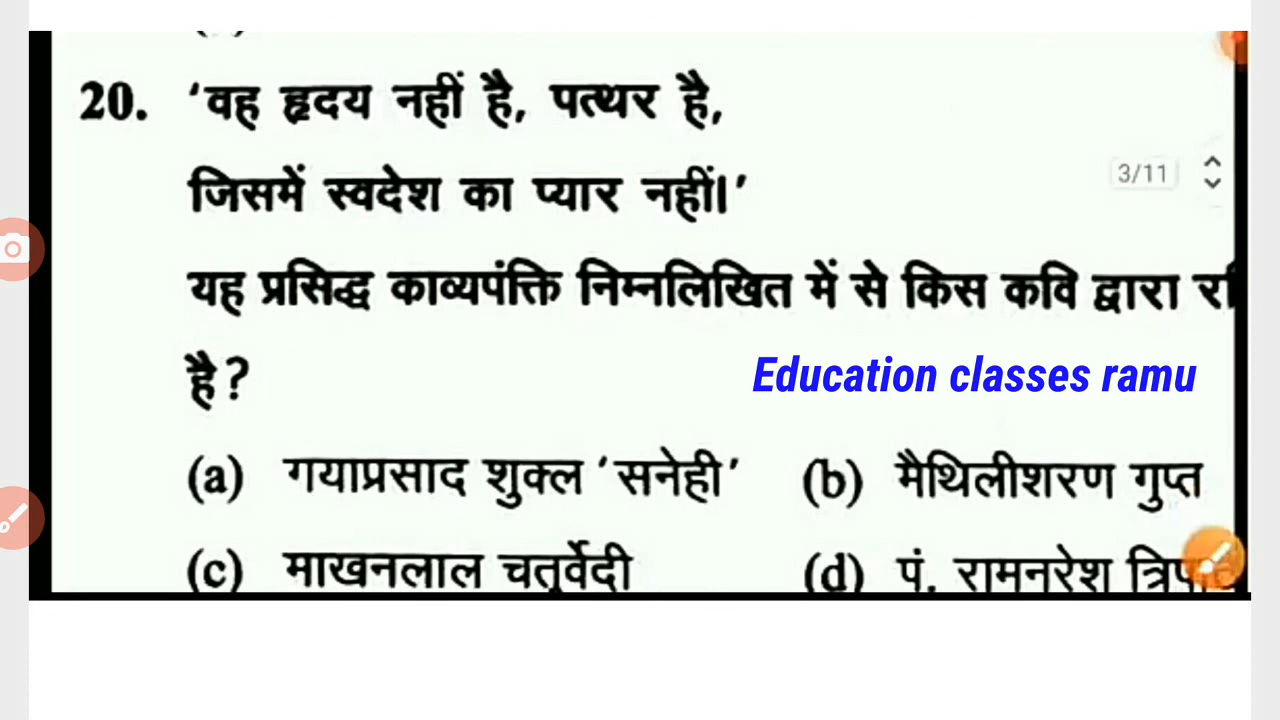 20. ‘वह हृदय नहीं है, पत्थर है,
3/11
जिसमें स्वदेश का प्यार नहीं।’
यह प्रसिद्ध काव्यपंक्ति निम्नलिखित में से किस कवि द्वारा
है?
Education classes ramu
(a) गयाप्रसाद शुक्ल ‘सनेही’ (b) मैथिलीशरण गुप्त
(c) माखनलाल चतुर्वेदी (d) पं. रामनरेश